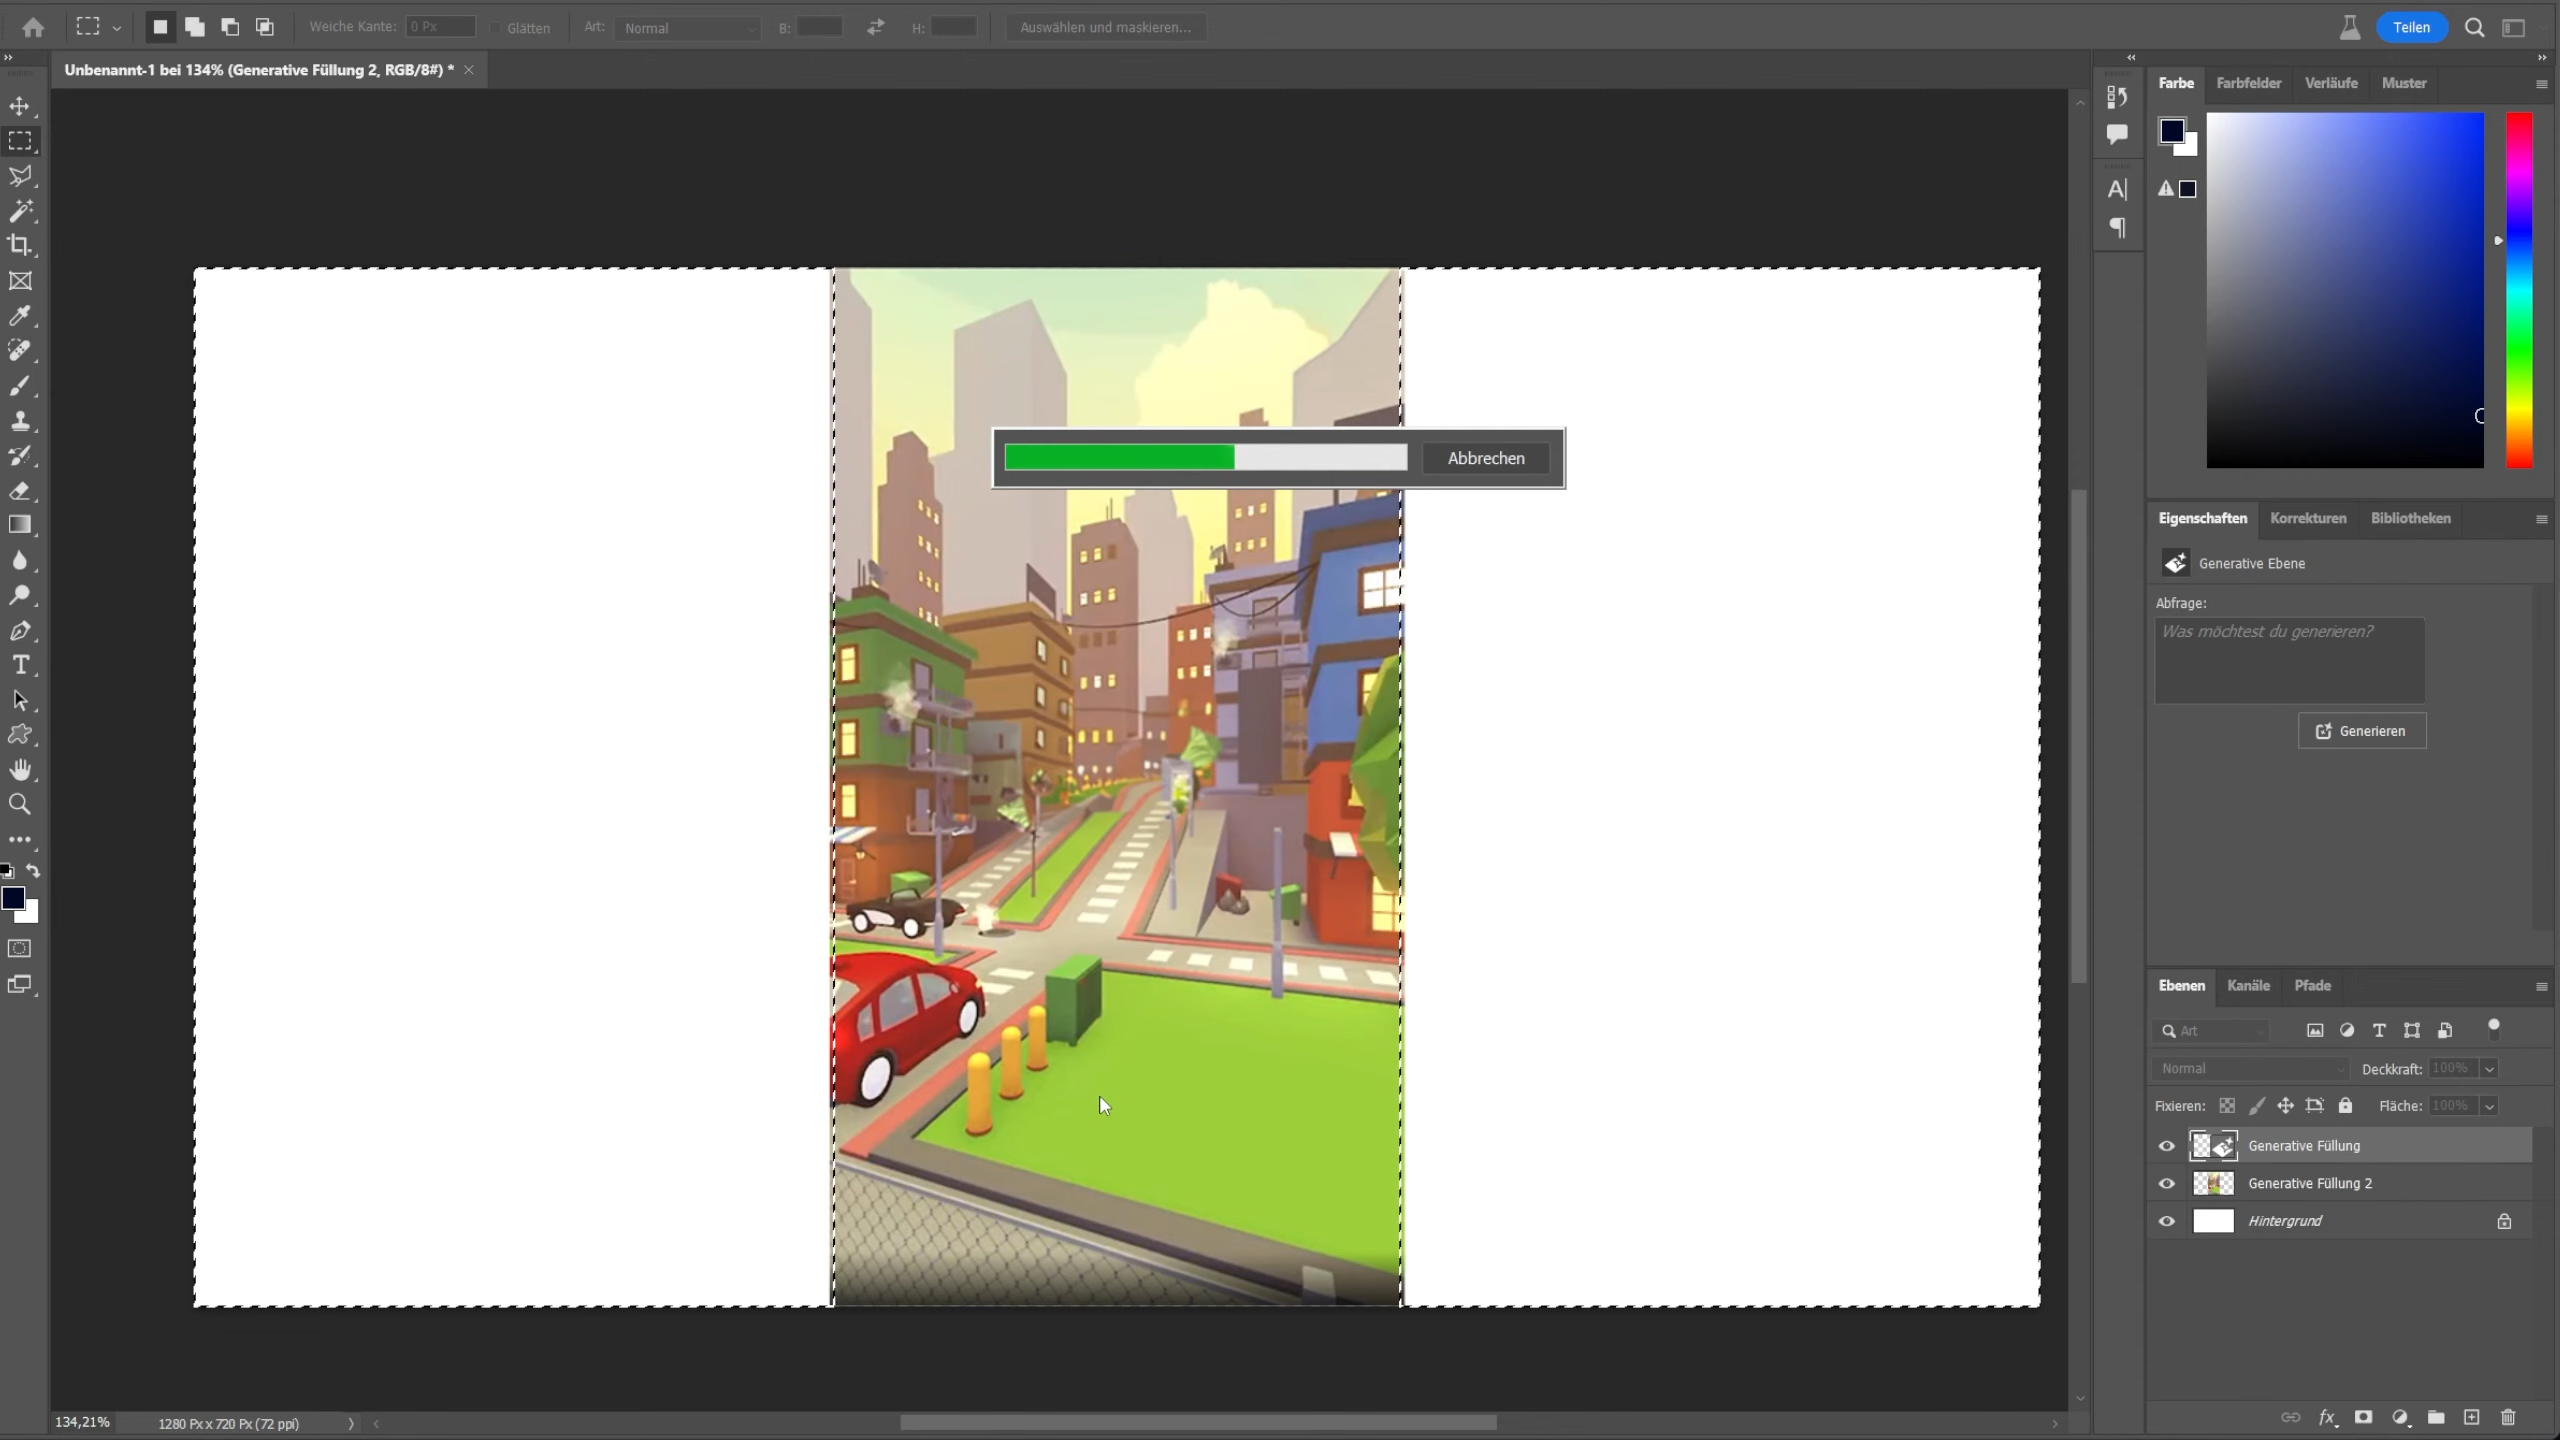 Weiche Kante: 0 Px Glätten Art: Normal B: H: Auswählen und maskieren... Teilen
Unbenannt-1 bei 134% (Generative Füllung 2, RGB/8#) *
Farbe Farbfelder Verläufe Muster
Abbrechen
Eigenschaften Korrekturen Bibliotheken
Generative Ebene
Abfrage:
Was möchtest du generieren?
Generieren
Ebenen Kanäle Pfade
Art
Normal Deckkraft: 100%
Fixieren: Fläche: 100%
Generative Füllung
Generative Füllung 2
Hintergrund
134,21% 1280 Px x 720 Px (72 ppi)